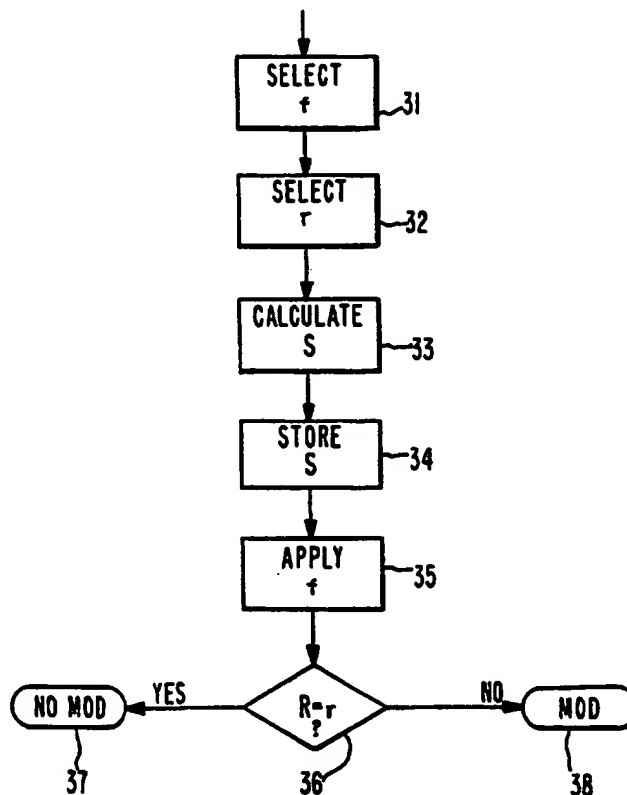 SELECT
f
31
SELECT
r
32
CALCULATE
S
33
STORE
S
34
APPLY
f
35
YES
NO
NO MOD
R=r
?
MOD
37
36
38